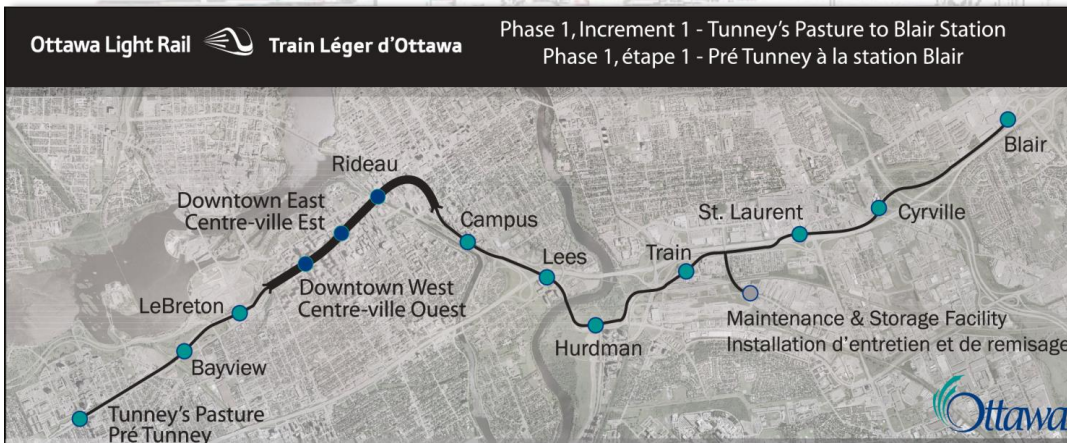 Ottawa Light Rail Train Léger d'Ottawa
Phase 1, Increment 1 - Tunney's Pasture to Blair Station
Phase 1, étape 1 - Pré Tunney à la station Blair
Blair
Rideau
Downtown East
Centre-ville Est
Campus
St. Laurent
Cyrville
Lees
Train
LeBreton
Downtown West
Centre-ville Ouest
Maintenance & Storage Facility
Installation d'entretien et de remisage
Hurdman
Bayview
Tunney's Pasture
Pré Tunney
Ottawa